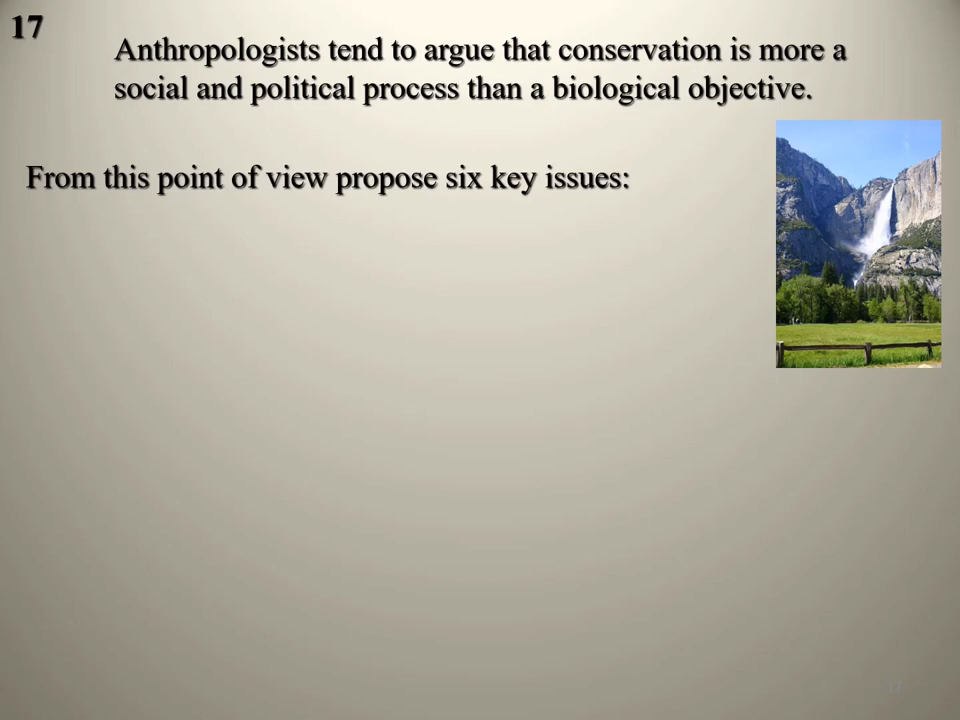 17
Anthropologists tend to argue that conservation is more a
social and political process than a biological objective.
From this point of view propose six key issues: